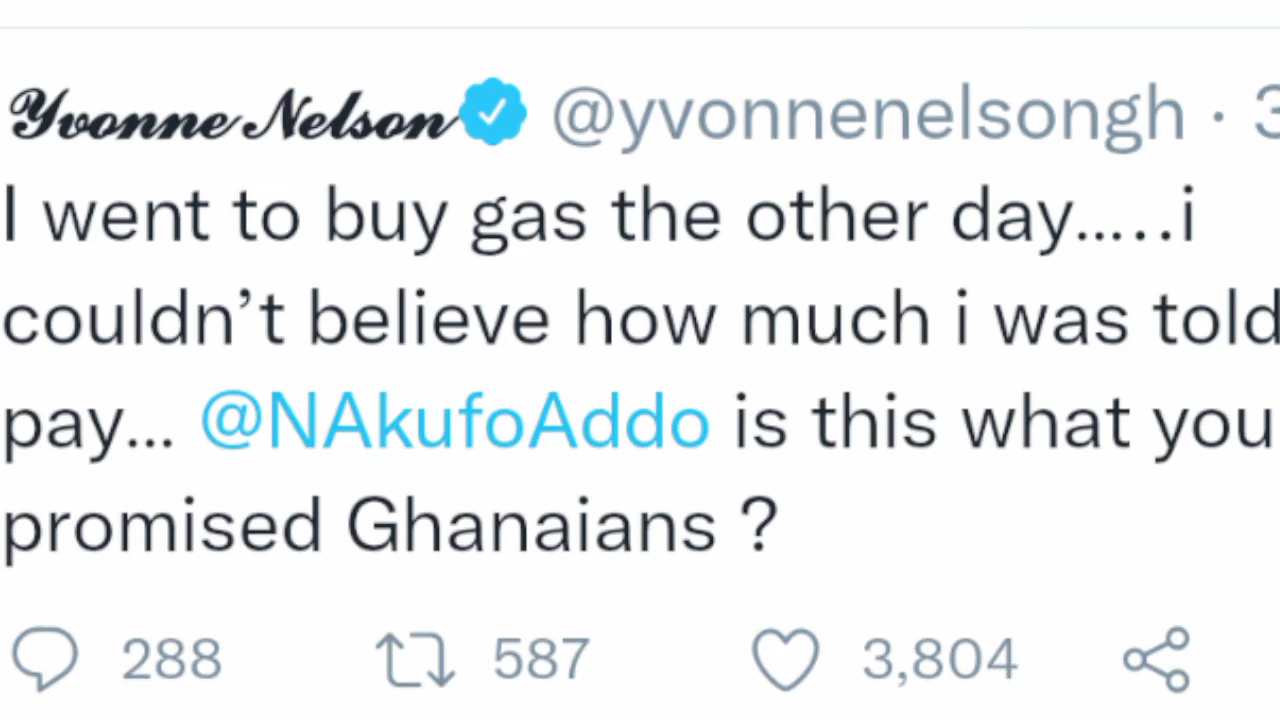 Yvonne Nelson @yvonnenelsongh · 3
I went to buy gas the other day.....i
couldn’t believe how much i was told
pay... @NAkufoAddo is this what you
promised Ghanaians ?
288 587 3,804